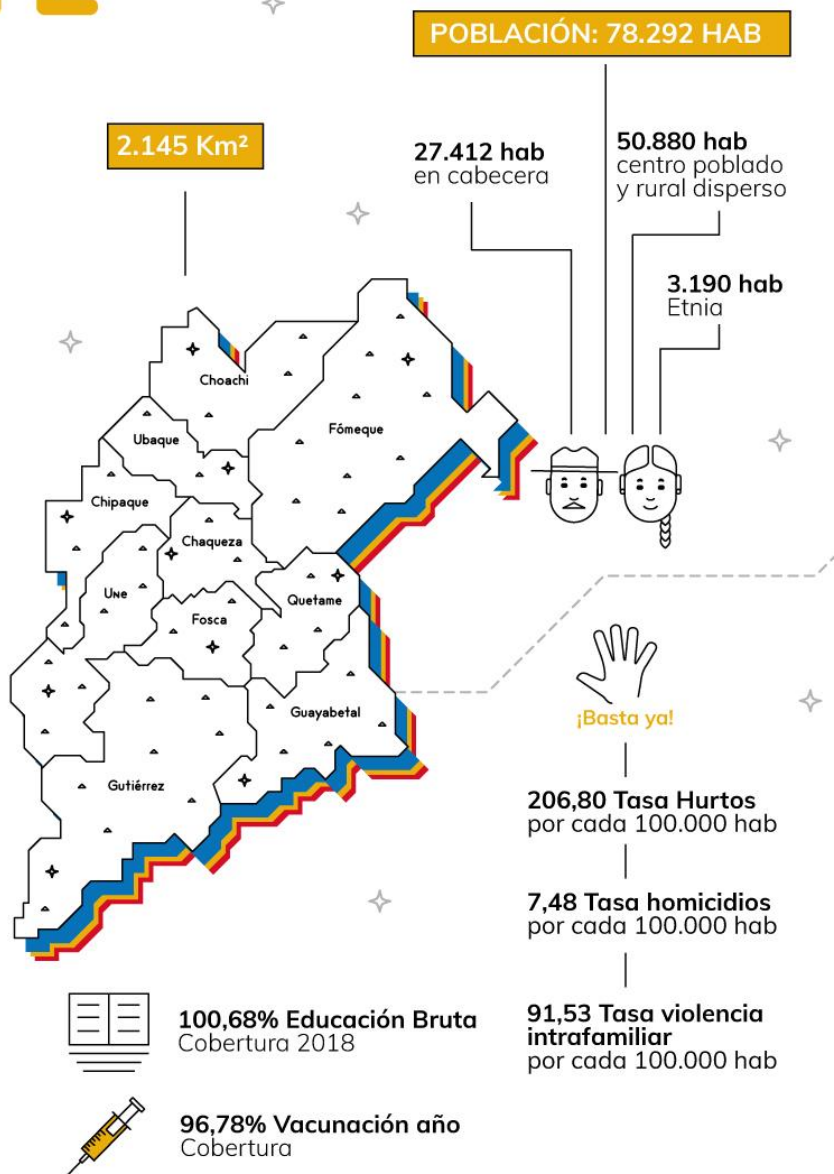 POBLACIÓN: 78.292 HAB
2.145 Km²
27.412 hab
en cabecera
50.880 hab
centro poblado
y rural disperso
3.190 hab
Etnia
Choachi
Ubaque
Fómeque
Chipaque
Chaqueza
Une
Quetame
Fosca
Guayabetal
Gutiérrez
¡Basta ya!
206,80 Tasa Hurtos
por cada 100.000 hab
7,48 Tasa homicidios
por cada 100.000 hab
91,53 Tasa violencia
intrafamiliar
por cada 100.000 hab
100,68% Educación Bruta
Cobertura 2018
96,78% Vacunación año
Cobertura